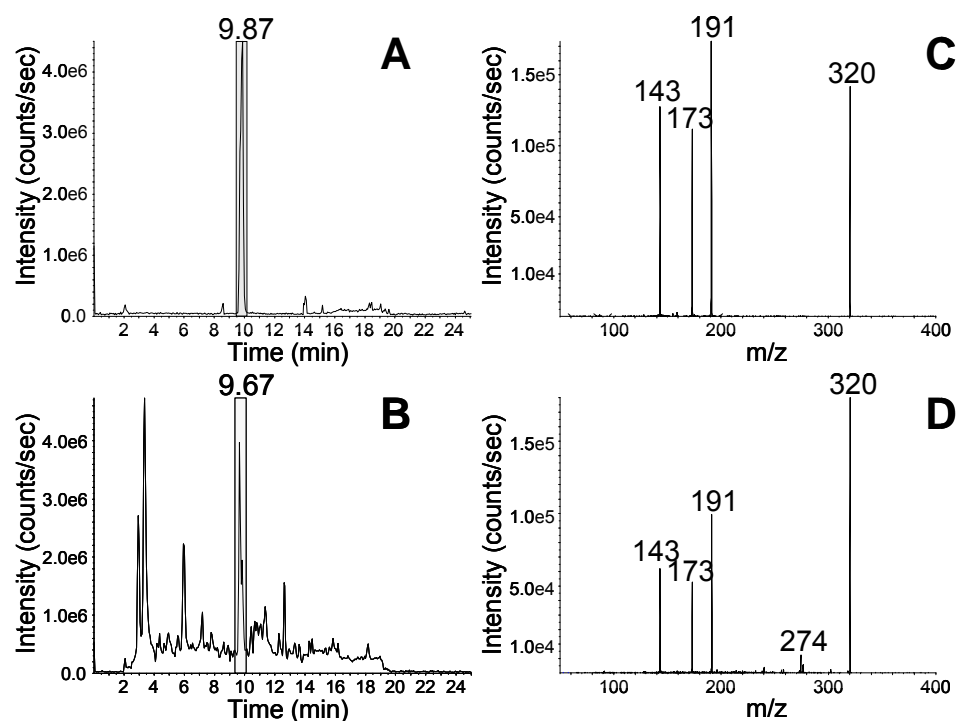 9.87
A
Intensity (counts/sec)
4.0e6
3.0e6
2.0e6
1.0e6
0.0
2 4 6 8 10 12 14 16 18 20 22 24
Time (min)
191
C
320
143
173
Intensity (counts/sec)
1.5e5
1.0e5
5.0e4
1.0e4
100 200 300 400
m/z
9.67
B
Intensity (counts/sec)
4.0e6
3.0e6
2.0e6
1.0e6
0.0
2 4 6 8 10 12 14 16 18 20 22 24
Time (min)
320
D
191
143
173
274
Intensity (counts/sec)
1.5e5
1.0e5
5.0e4
1.0e4
100 200 300 400
m/z